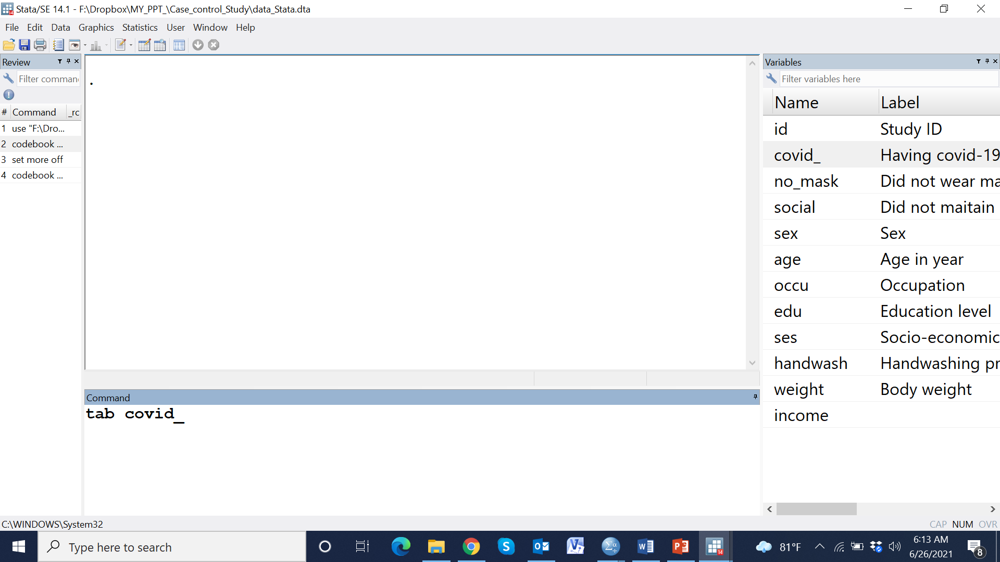 Stata/SE 14.1 - F:\Dropbox\MY_PPT_\Case_control_Study\data_Stata.dta
File Edit Data Graphics Statistics User Window Help
Review
Filter comman
# Command _rc
1 use "F:\Dro...
2 codebook ...
3 set more off
4 codebook ...
.
Command
tab covid_
Variables
Filter variables here
Name Label
id Study ID
covid_ Having covid-19
no_mask Did not wear ma
social Did not maitain
sex Sex
age Age in year
occu Occupation
edu Education level
ses Socio-economic
handwash Handwashing pr
weight Body weight
income
C:\WINDOWS\System32
CAP NUM OVR
Type here to search
81°F
6:13 AM
6/26/2021
8